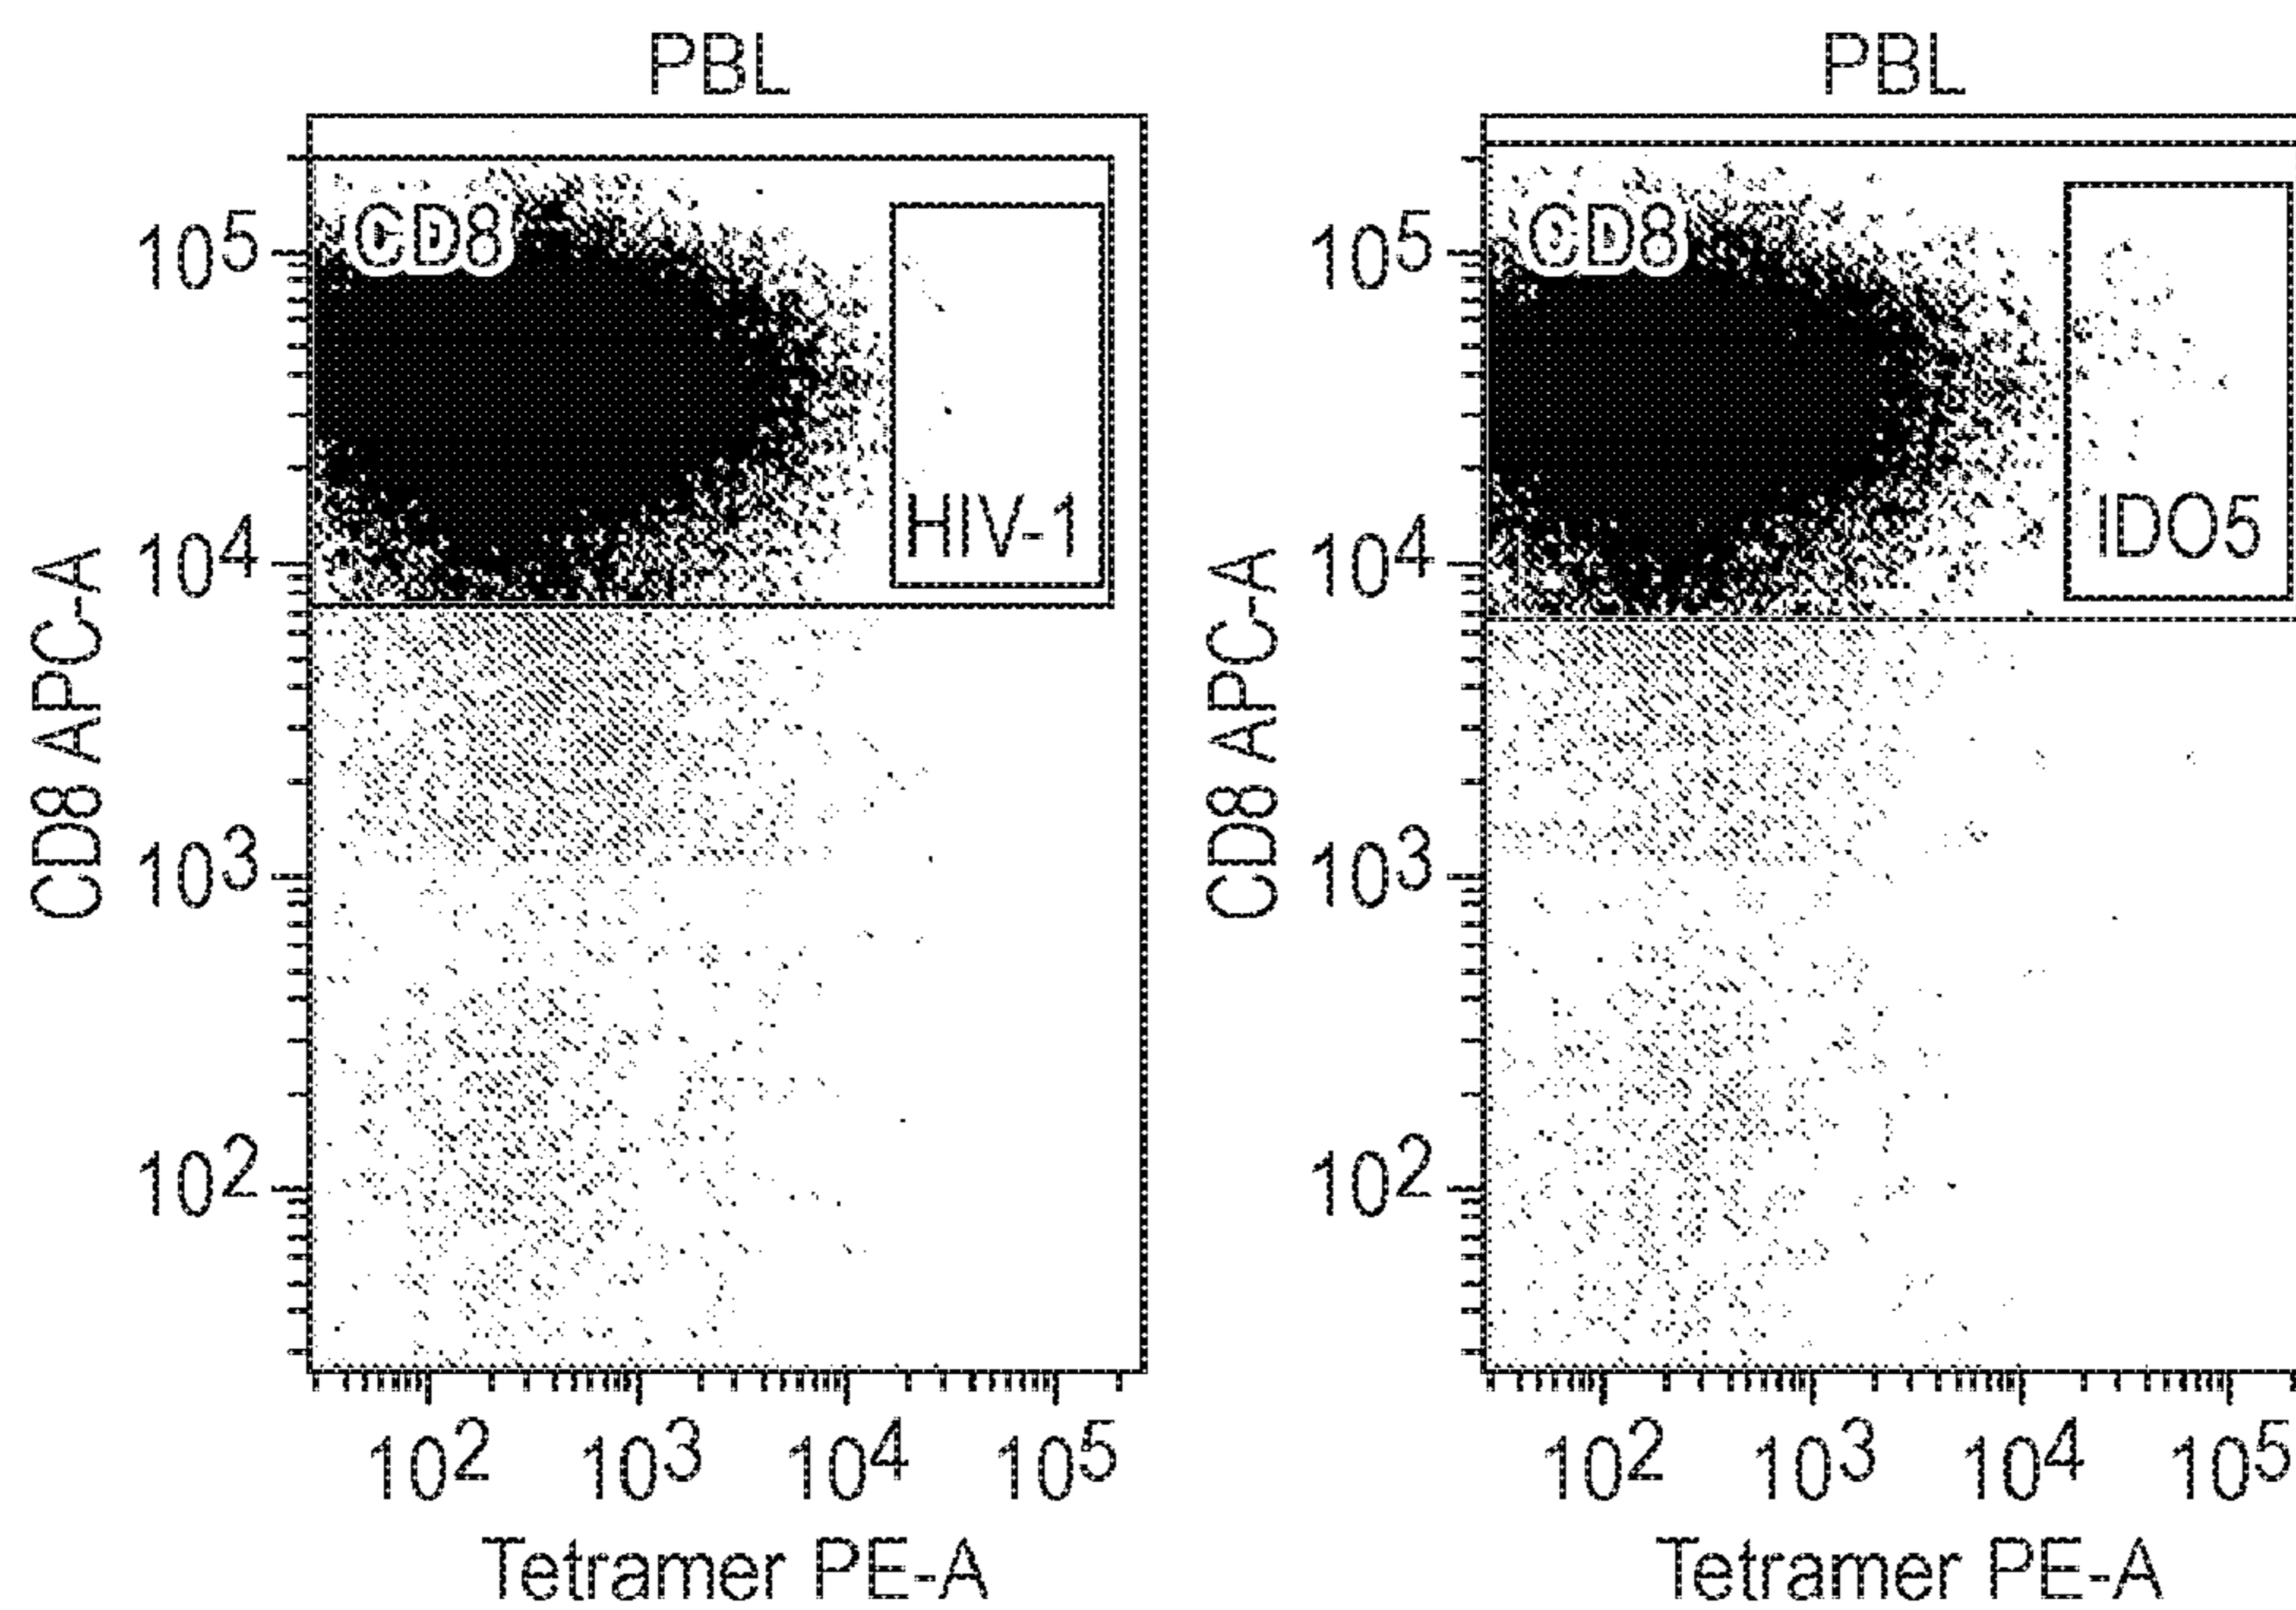 PBL
CD8
HIV-1
10⁵
10⁴
10³
10²
CD8 APC-A
10² 10³ 10⁴ 10⁵
Tetramer PE-A
PBL
CD8
IDO5
10⁵
10⁴
10³
10²
CD8 APC-A
10² 10³ 10⁴ 10⁵
Tetramer PE-A